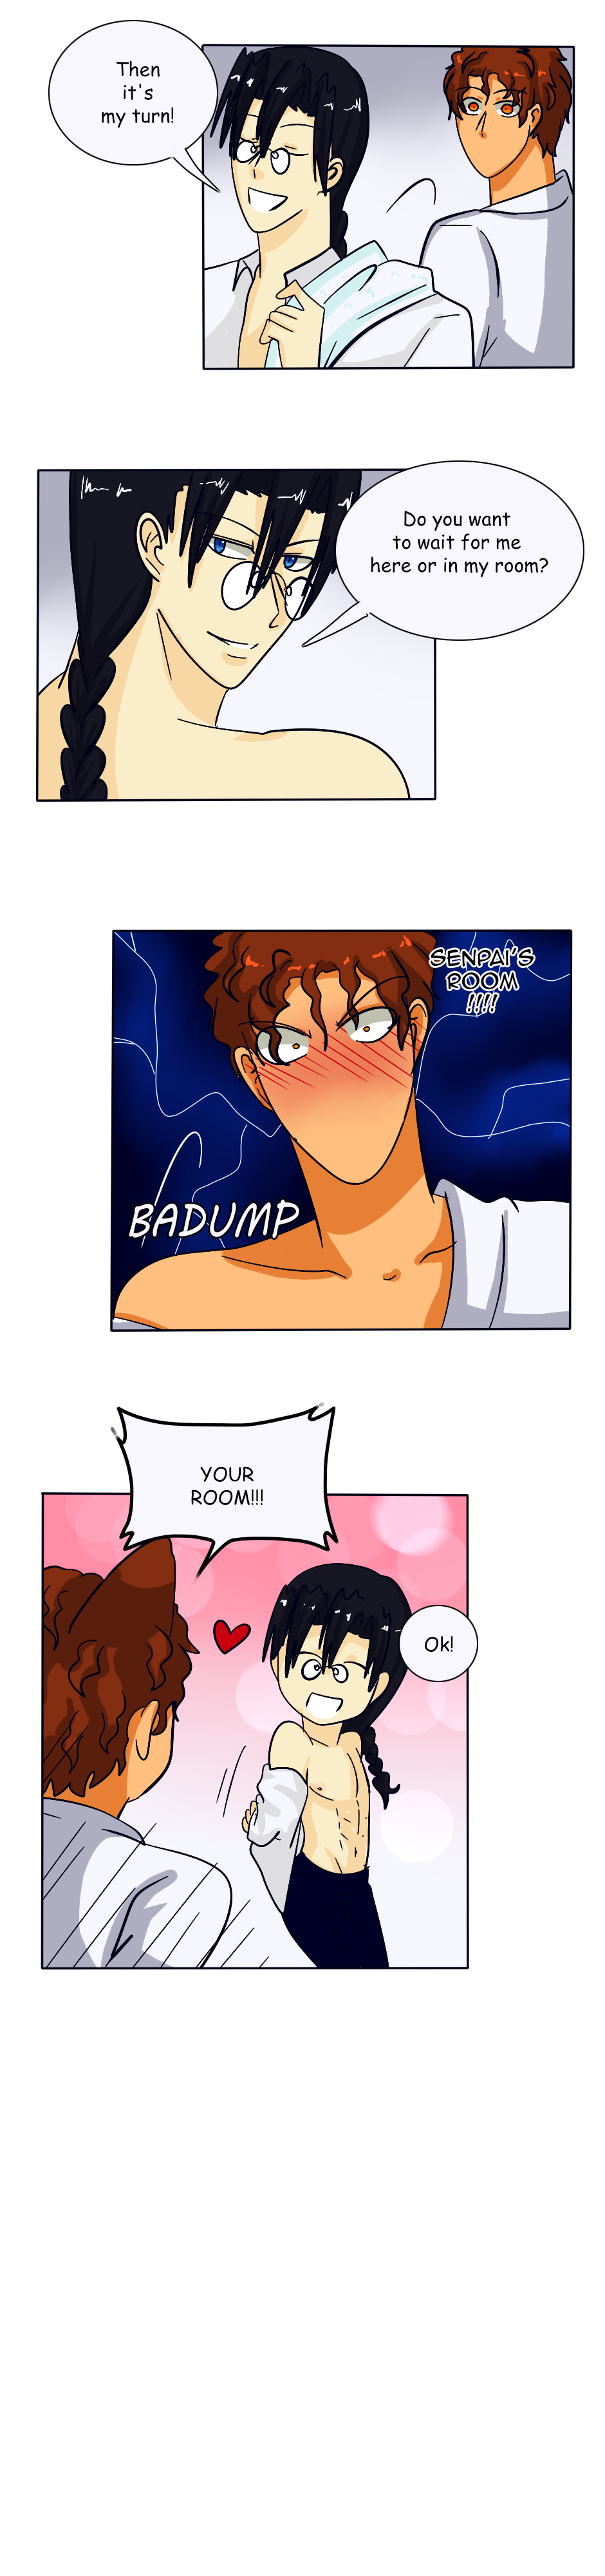 Then
it's
my turn!
Do you want
to wait for me
here or in my room?
SENPAI'S
ROOM
!!!!
BADUMP
YOUR
ROOM!!!
Ok!